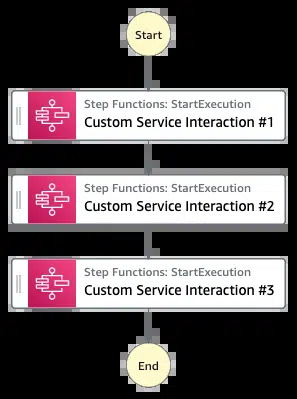 Start
Step Functions: StartExecution
Custom Service Interaction #1
Step Functions: StartExecution
Custom Service Interaction #2
Step Functions: StartExecution
Custom Service Interaction #3
End